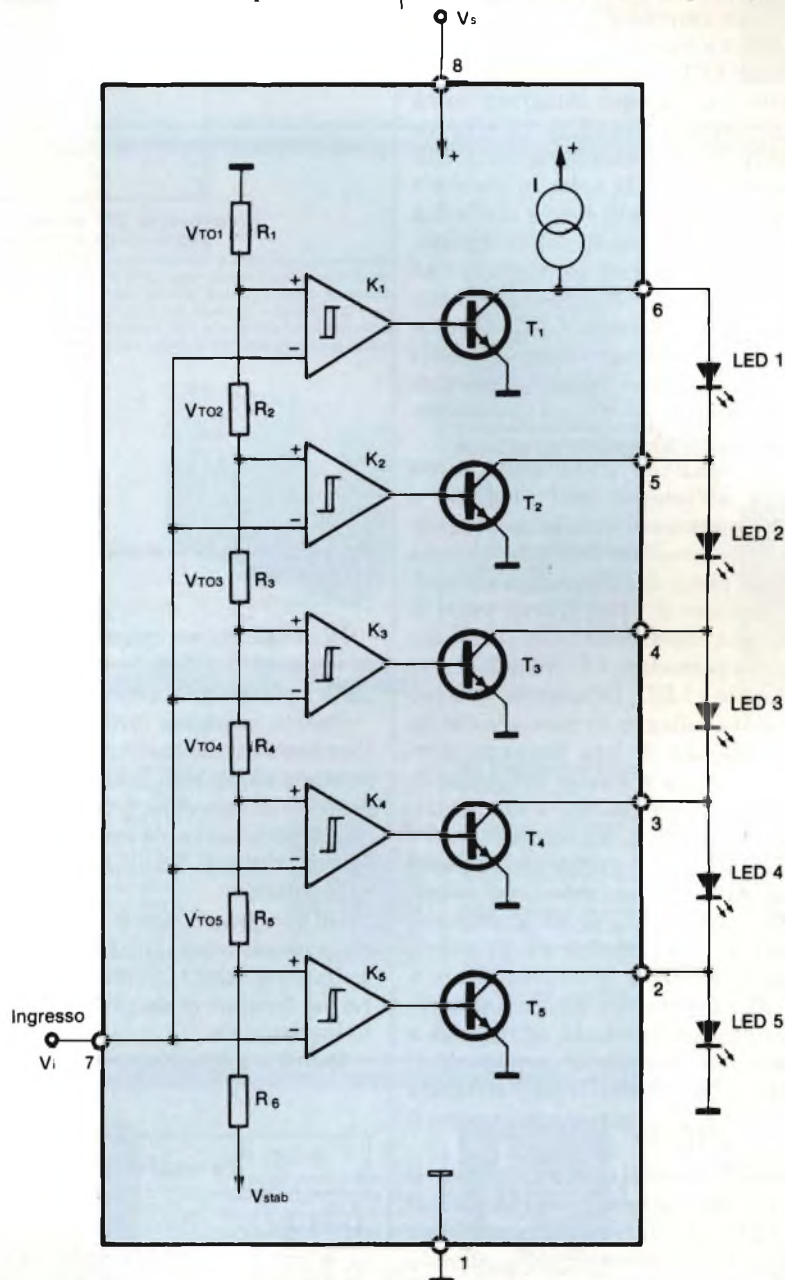 Vs
8
+
+
I
VTO1 R1
K1
+
−
T1
6
LED 1
VTO2 R2
K2
+
−
T2
5
LED 2
VTO3 R3
K3
+
−
T3
4
LED 3
VTO4 R4
K4
+
−
T4
3
LED 4
VTO5 R5
K5
+
−
T5
2
LED 5
Ingresso
Vi
7
R6
Vstab
1